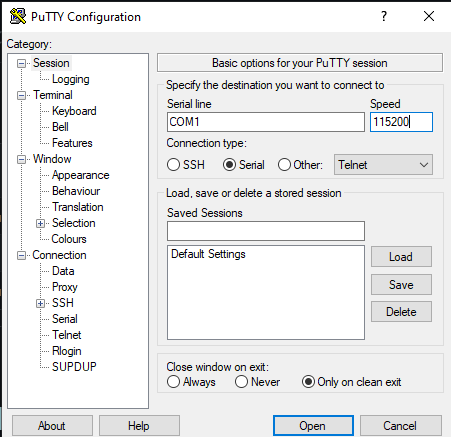 PuTTY Configuration
? ×
Category:
Session
Logging
Terminal
Keyboard
Bell
Features
Window
Appearance
Behaviour
Translation
Selection
Colours
Connection
Data
Proxy
SSH
Serial
Telnet
Rlogin
SUPDUP
Basic options for your PuTTY session
Specify the destination you want to connect to
Serial line Speed
COM1 115200
Connection type:
SSH Serial Other: Telnet
Load, save or delete a stored session
Saved Sessions
Default Settings
Load
Save
Delete
Close window on exit:
Always Never Only on clean exit
About Help Open Cancel